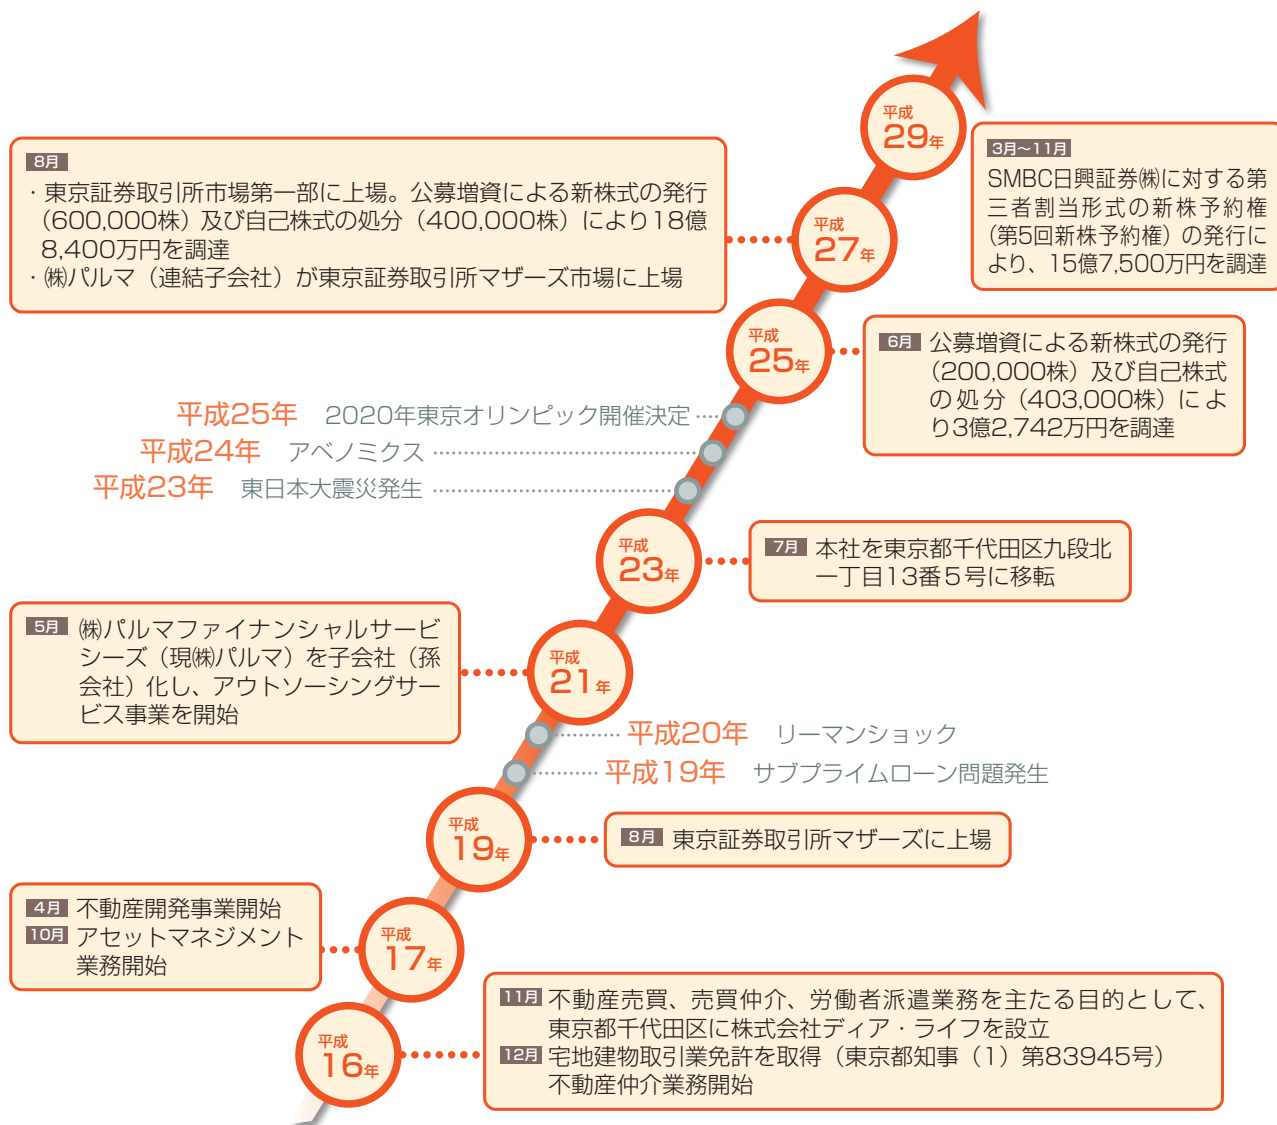 平成
29年
3月～11月
SMBC日興証券㈱に対する第
三者割当形式の新株予約権
(第5回新株予約権)の発行に
より、15億7,500万円を調達
8月
・東京証券取引所市場第一部に上場。公募増資による新株式の発行
(600,000株)及び自己株式の処分(400,000株)により18億
8,400万円を調達
・㈱パルマ(連結子会社)が東京証券取引所マザーズ市場に上場
平成
27年
平成
25年
6月 公募増資による新株式の発行
(200,000株)及び自己株式
の処分(403,000株)によ
り3億2,742万円を調達
平成25年 2020年東京オリンピック開催決定
平成24年 アベノミクス
平成23年 東日本大震災発生
平成
23年
7月 本社を東京都千代田区九段北
一丁目13番5号に移転
5月 ㈱パルマファイナンシャルサービ
シーズ(現㈱パルマ)を子会社(孫
会社)化し、アウトソーシングサー
ビス事業を開始
平成
21年
平成20年 リーマンショック
平成19年 サブプライムローン問題発生
平成
19年
8月 東京証券取引所マザーズに上場
4月 不動産開発事業開始
10月 アセットマネジメント
業務開始
平成
17年
平成
16年
11月 不動産売買、売買仲介、労働者派遣業務を主たる目的として、
東京都千代田区に株式会社ディア・ライフを設立
12月 宅地建物取引業免許を取得(東京都知事(1)第83945号)
不動産仲介業務開始